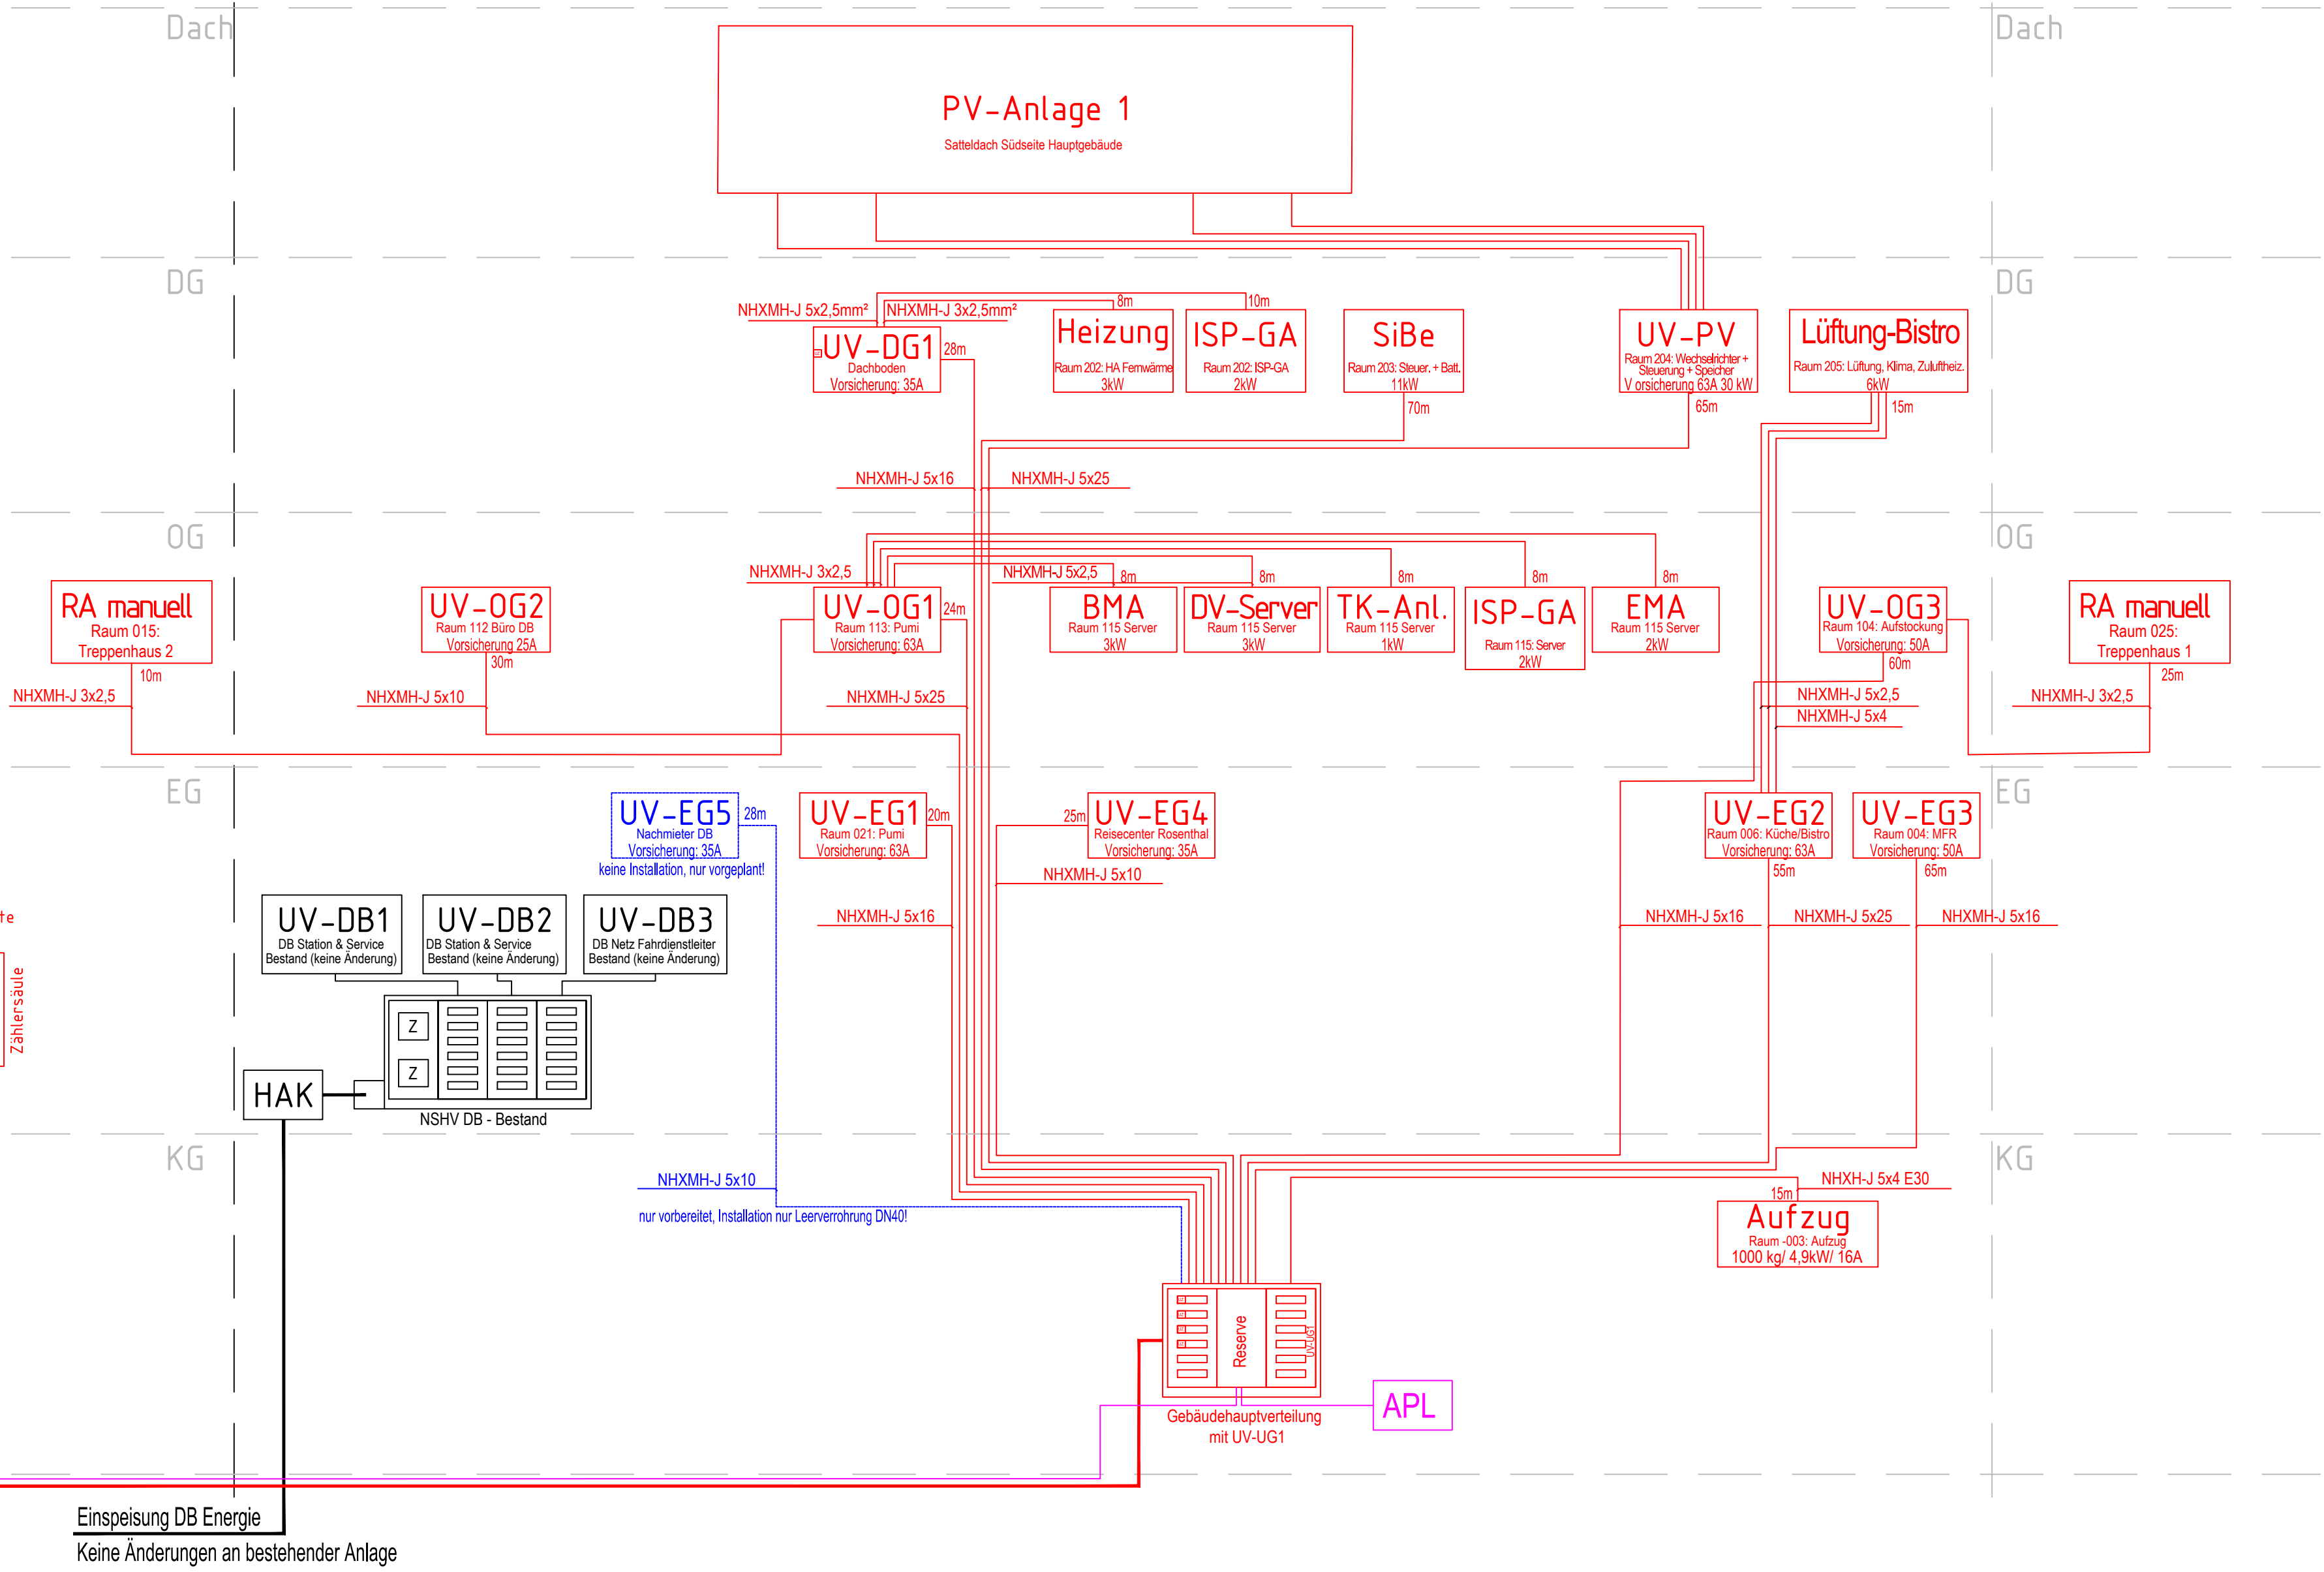 Dach
Dach
PV-Anlage 1
Satteldach Südseite Hauptgebäude
DG
DG
NHXMH-J 5x2,5mm²
NHXMH-J 3x2,5mm²
8m
10m
UV-DG1
Dachboden
Vorsicherung: 35A
28m
Heizung
Raum 202: HA Fernwärme
3kW
ISP-GA
Raum 202: ISP-GA
2kW
SiBe
Raum 203: Steuer. + Batt.
11kW
70m
UV-PV
Raum 204: Wechselrichter +
Steuerung + Speicher
V orsicherung 63A 30 kW
65m
Lüftung-Bistro
Raum 205: Lüftung, Klima, Zuluftheiz.
6kW
15m
NHXMH-J 5x16
NHXMH-J 5x25
OG
OG
NHXMH-J 3x2,5
NHXMH-J 5x2,5
8m
8m
8m
8m
8m
RA manuell
Raum 015:
Treppenhaus 2
10m
UV-OG2
Raum 112 Büro DB
Vorsicherung 25A
30m
UV-OG1
Raum 113: Pumi
Vorsicherung: 63A
24m
BMA
Raum 115 Server
3kW
DV-Server
Raum 115 Server
3kW
TK-Anl.
Raum 115 Server
1kW
ISP-GA
Raum 115: Server
2kW
EMA
Raum 115 Server
2kW
UV-OG3
Raum 104: Aufstockung
Vorsicherung: 50A
60m
RA manuell
Raum 025:
Treppenhaus 1
25m
NHXMH-J 3x2,5
NHXMH-J 5x10
NHXMH-J 5x25
NHXMH-J 5x2,5
NHXMH-J 5x4
NHXMH-J 3x2,5
EG
EG
UV-EG5
Nachmieter DB
Vorsicherung: 35A
28m
keine Installation, nur vorgeplant!
UV-EG1
Raum 021: Pumi
Vorsicherung: 63A
20m
25m
UV-EG4
Reisecenter Rosenthal
Vorsicherung: 35A
NHXMH-J 5x10
UV-EG2
Raum 006: Küche/Bistro
Vorsicherung: 63A
55m
UV-EG3
Raum 004: MFR
Vorsicherung: 50A
65m
te
Zählersäule
UV-DB1
DB Station & Service
Bestand (keine Änderung)
UV-DB2
DB Station & Service
Bestand (keine Änderung)
UV-DB3
DB Netz Fahrdienstleiter
Bestand (keine Änderung)
NHXMH-J 5x16
NHXMH-J 5x16
NHXMH-J 5x25
NHXMH-J 5x16
Z
Z
HAK
NSHV DB - Bestand
KG
KG
NHXMH-J 5x10
nur vorbereitet, Installation nur Leerverrohrung DN40!
NHXH-J 5x4 E30
15m
Aufzug
Raum -003: Aufzug
1000 kg/ 4,9kW/ 16A
Reserve
UV-UG1
Gebäudehauptverteilung
mit UV-UG1
APL
Einspeisung DB Energie
Keine Änderungen an bestehender Anlage